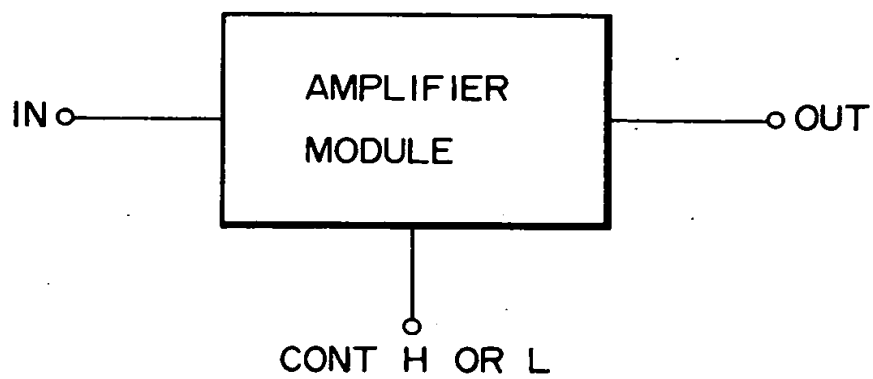 AMPLIFIER
MODULE
IN
OUT
CONT H OR L